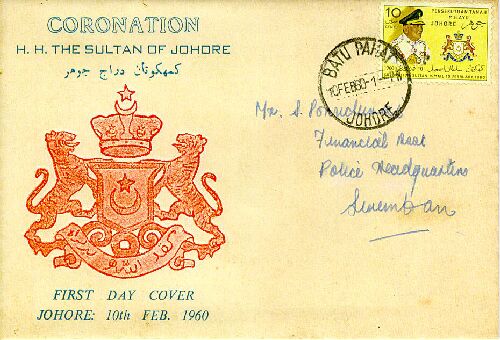 CORONATION
H. H. THE SULTAN OF JOHORE
کمهکوتان دراج جوهر
10
PERSEKUTUAN TANAH
MELAYU
JOHORE
BATU PAHAT
10 FEB 60
JOHORE
Mr. S.
Financial Asst
Police Headquarters
Seremban
FIRST DAY COVER
JOHORE: 10th FEB. 1960